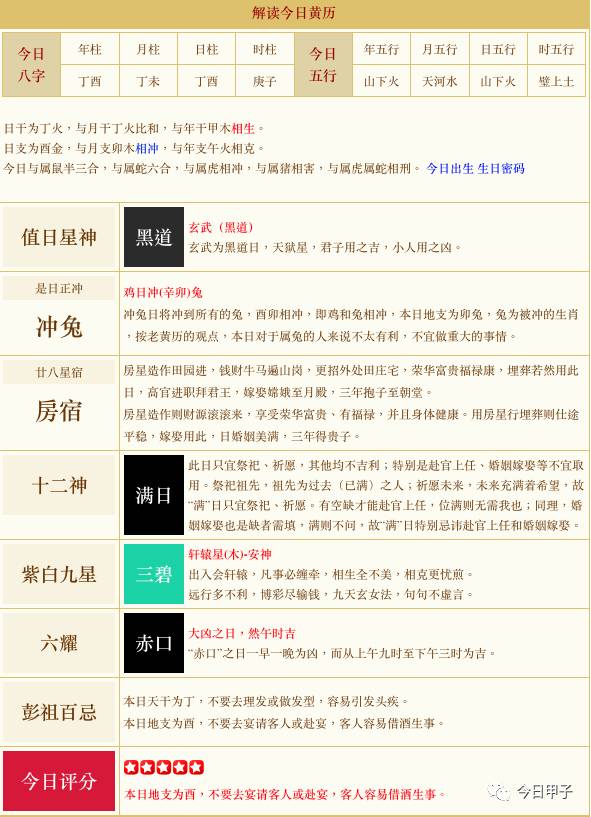 解读今日黄历
今日 年柱 月柱 日柱 时柱 今日 年五行 月五行 日五行 时五行
八字 丁酉 丁未 丁酉 庚子 五行 山下火 天河水 山下火 璧上土
日干为丁火，与月干丁火比和，与年干甲木相生。
日支为酉金，与月支卯木相冲，与年支午火相克。
今日与属鼠半三合，与属蛇六合，与属虎相冲，与属猪相害，与属虎属蛇相刑。 今日出生 生日密码
值日星神
黑道
玄武（黑道）
玄武为黑道日，天狱星，君子用之吉，小人用之凶。
是日正冲
冲兔
鸡日冲(辛卯)兔
冲兔日将冲到所有的兔，酉卯相冲，即鸡和兔相冲，本日地支为卯兔，兔为被冲的生肖
，按老黄历的观点，本日对于属兔的人来说不太有利，不宜做重大的事情。
廿八星宿
房宿
房星造作田园进，钱财牛马遍山岗，更招外处田庄宅，荣华富贵福禄康，埋葬若然用此
日，高官进职拜君王，嫁娶嫦娥至月殿，三年抱子至朝堂。
房星造作则财源滚滚来，享受荣华富贵、有福禄，并且身体健康。用房星行埋葬则仕途
平稳，嫁娶用此，日婚姻美满，三年得贵子。
十二神
满日
此日只宜祭祀、祈愿，其他均不吉利；特别是赴官上任、婚姻嫁娶等不宜取
用。祭祀祖先，祖先为过去（已满）之人；祈愿未来，未来充满着希望，故
“满”日只宜祭祀、祈愿。有空缺才能赴官上任，位满则无需我也；同理，婚
姻嫁娶也是缺者需填，满则不问，故“满”日特别忌讳赴官上任和婚姻嫁娶。
紫白九星
三碧
轩辕星(木)-安神
出入会轩辕，凡事必缠牵，相生全不美，相克更忧煎。
远行多不利，博彩尽输钱，九天玄女法，句句不虚言。
六耀
赤口
大凶之日，然午时吉
“赤口”之日一早一晚为凶，而从上午九时至下午三时为吉。
彭祖百忌
本日天干为丁，不要去理发或做发型，容易引发头疾。
本日地支为酉，不要去宴请客人或赴宴，客人容易借酒生事。
今日评分
本日地支为酉，不要去宴请客人或赴宴，客人容易借酒生事。
今日甲子